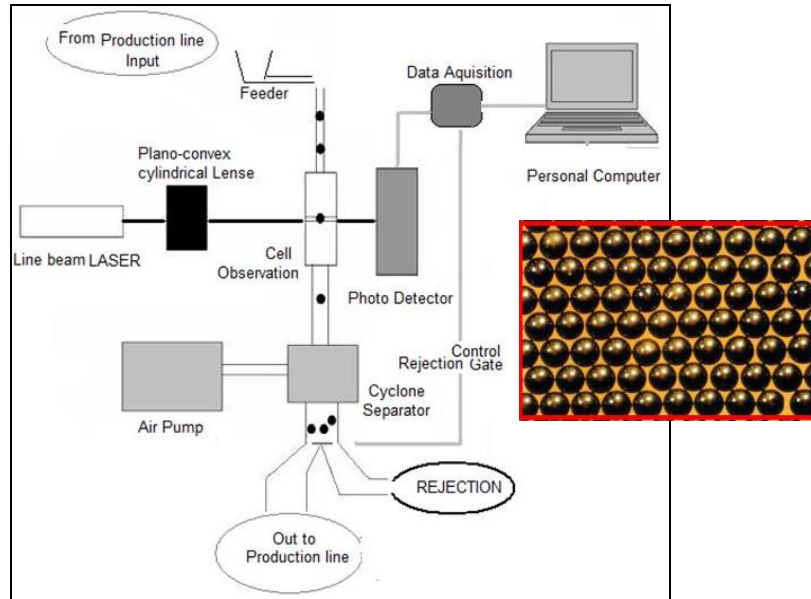 From Production line
Input
Feeder
Data Aquisition
Personal Computer
Plano-convex
cylindrical Lense
Line beam LASER
Cell
Observation
Photo Detector
Control
Rejection Gate
Cyclone
Separator
Air Pump
REJECTION
Out to
Production line